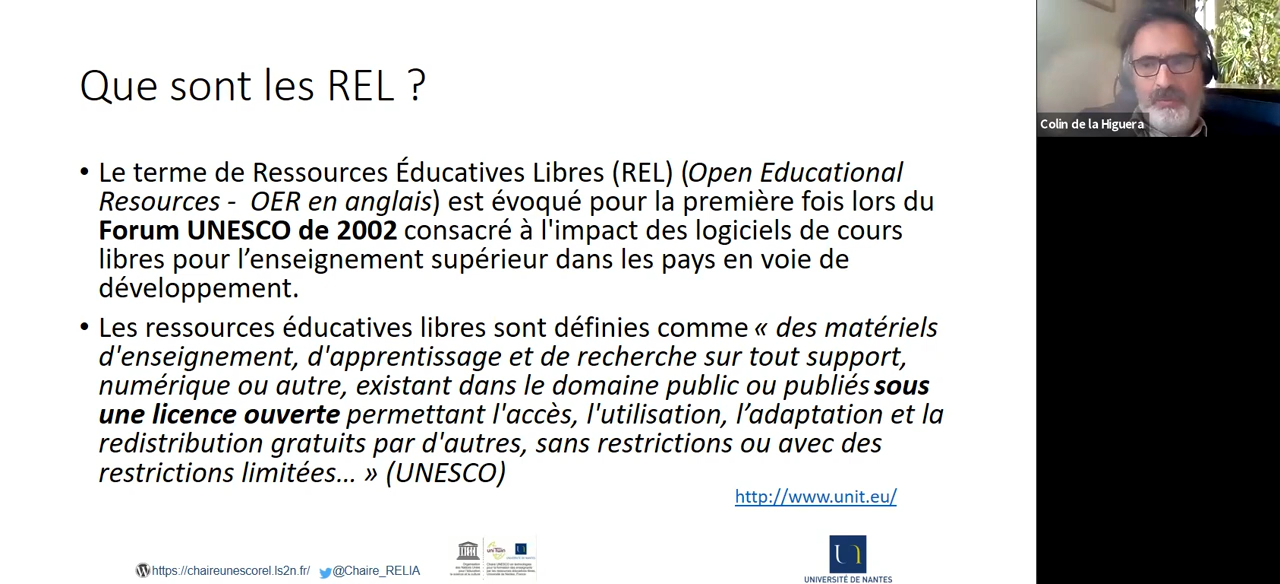 Que sont les REL ?
• Le terme de Ressources Éducatives Libres (REL) (Open Educational
Resources - OER en anglais) est évoqué pour la première fois lors du
Forum UNESCO de 2002 consacré à l'impact des logiciels de cours
libres pour l’enseignement supérieur dans les pays en voie de
développement.
• Les ressources éducatives libres sont définies comme « des matériels
d'enseignement, d'apprentissage et de recherche sur tout support,
numérique ou autre, existant dans le domaine public ou publiés sous
une licence ouverte permettant l'accès, l'utilisation, l’adaptation et la
redistribution gratuits par d'autres, sans restrictions ou avec des
restrictions limitées… » (UNESCO)
http://www.unit.eu/
https://chaireunescorel.ls2n.fr/
@Chaire_RELIA
UNIVERSITÉ DE NANTES
Colin de la Higuera